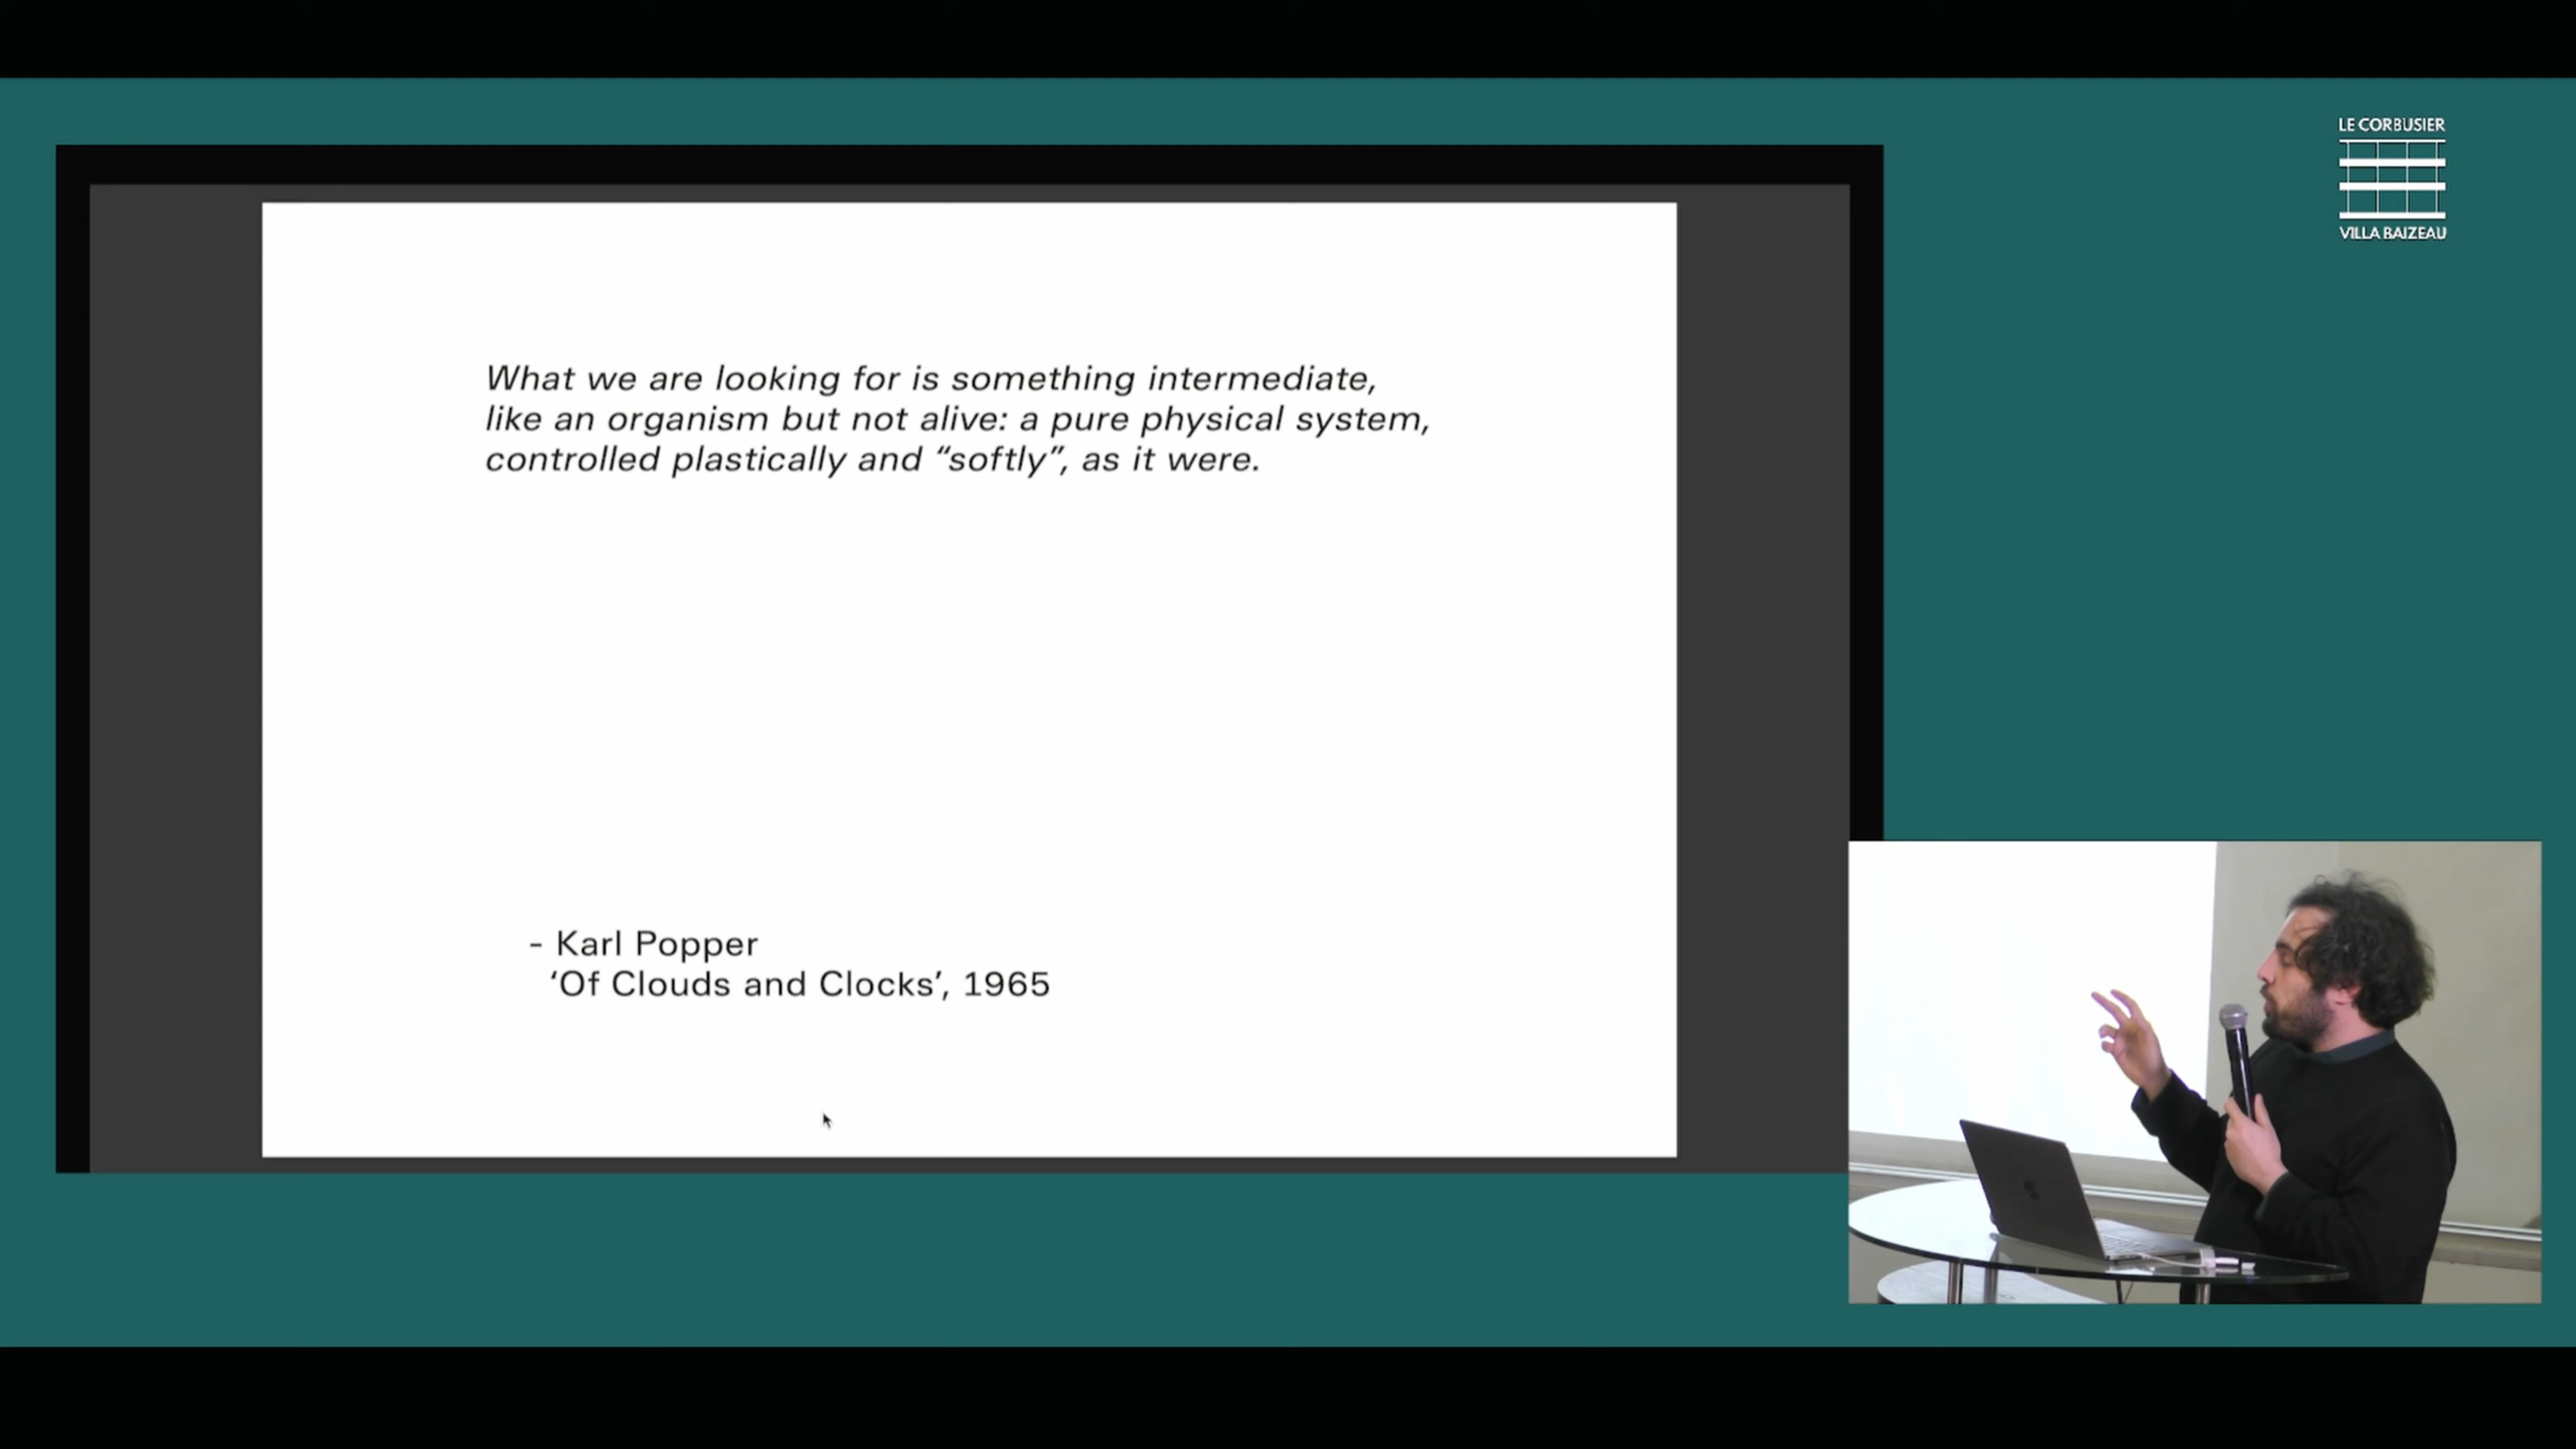 LE CORBUSIER
VILLA BAIZEAU
What we are looking for is something intermediate,
like an organism but not alive: a pure physical system,
controlled plastically and “softly”, as it were.
- Karl Popper
‘Of Clouds and Clocks’, 1965